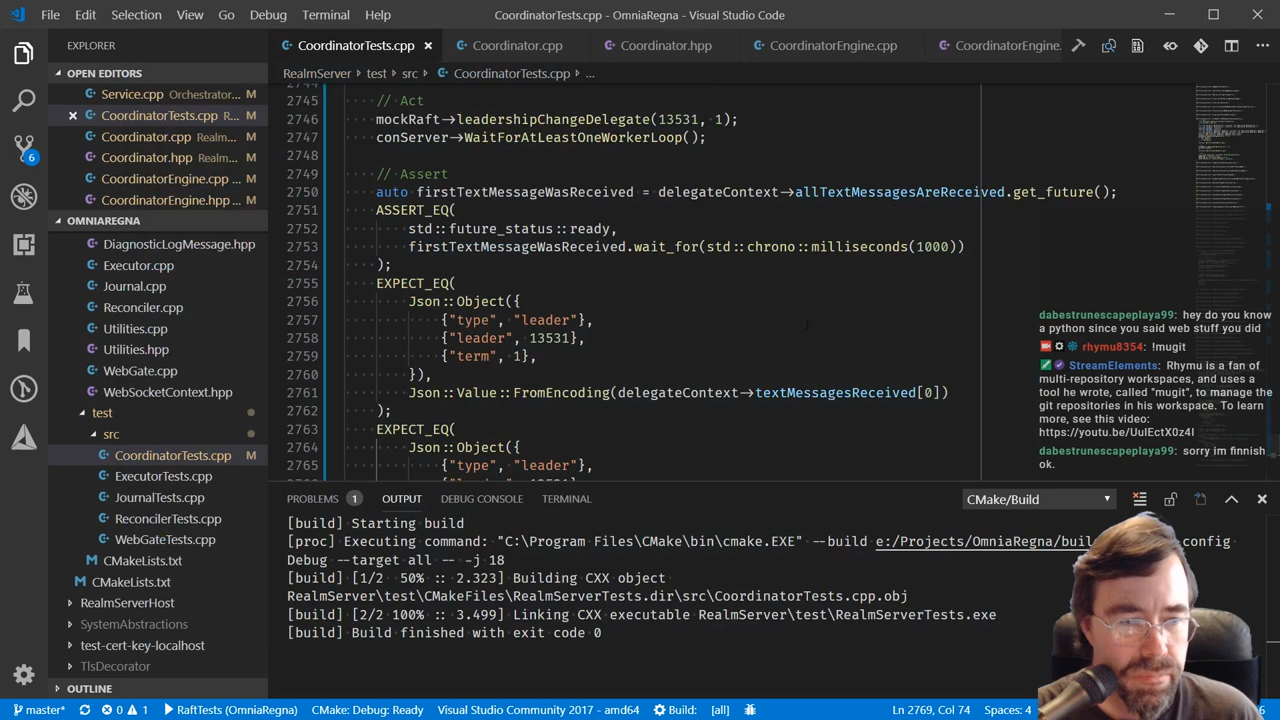 File Edit Selection View Go Debug Terminal Help
CoordinatorTests.cpp - OmniaRegna - Visual Studio Code
EXPLORER
OPEN EDITORS
Service.cpp Orchestrator... M
CoordinatorTests.cpp R... M
Coordinator.cpp Realm... M
Coordinator.hpp Realm... M
CoordinatorEngine.cpp ... M
CoordinatorEngine.hpp ... M
OMNIAREGNA
DiagnosticLogMessage.hpp
Executor.cpp
Journal.cpp
Reconciler.cpp
Utilities.cpp
Utilities.hpp
WebGate.cpp
WebSocketContext.hpp
test
src
CoordinatorTests.cpp M
ExecutorTests.cpp
JournalTests.cpp
ReconcilerTests.cpp
WebGateTests.cpp
CMakeLists.txt
CMakeLists.txt
RealmServerHost
SystemAbstractions
test-cert-key-localhost
TlsDecorator
OUTLINE
6
CoordinatorTests.cpp Coordinator.cpp Coordinator.hpp CoordinatorEngine.cpp CoordinatorEngine.
RealmServer > test > src > CoordinatorTests.cpp > ...
2745 // Act
2746 mockRaft->leadershipChangeDelegate(13531, 1);
2747 conServer->WaitForAtLeastOneWorkerLoop();
2748
2749 // Assert
2750 auto firstTextMessageWasReceived = delegateContext->allTextMessagesAreReceived.get_future();
2751 ASSERT_EQ(
2752 std::future_status::ready,
2753 firstTextMessageWasReceived.wait_for(std::chrono::milliseconds(1000))
2754 );
2755 EXPECT_EQ(
2756 Json::Object({
2757 {"type", "leader"},
2758 {"leader", 13531},
2759 {"term", 1},
2760 }),
2761 Json::Value::FromEncoding(delegateContext->textMessagesReceived[0])
2762 );
2763 EXPECT_EQ(
2764 Json::Object({
2765 {"type", "leader"},
dabestrunescapeplaya99: hey do you know
a python since you said web stuff you did
rhymu8354: !mugit
StreamElements: Rhymu is a fan of
multi-repository workspaces, and uses a
tool he wrote, called "mugit", to manage the
git repositories in his workspace. To learn
more, see this video:
dabestrunescapeplaya99: sorry im finnish
ok.
PROBLEMS 1 OUTPUT DEBUG CONSOLE TERMINAL CMake/Build
[build] Starting build
[proc] Executing command: "C:\Program Files\CMake\bin\cmake.EXE" --build e:/Projects/OmniaRegna/buil config
Debug --target all -- -j 18
[build] [1/2 50% :: 2.323] Building CXX object
RealmServer\test\CMakeFiles\RealmServerTests.dir\src\CoordinatorTests.cpp.obj
[build] [2/2 100% :: 3.499] Linking CXX executable RealmServer\test\RealmServerTests.exe
[build] Build finished with exit code 0
master* 0 1 RaftTests (OmniaRegna) CMake: Debug: Ready Visual Studio Community 2017 - amd64 Build: [all] Ln 2769, Col 74 Spaces: 4 6